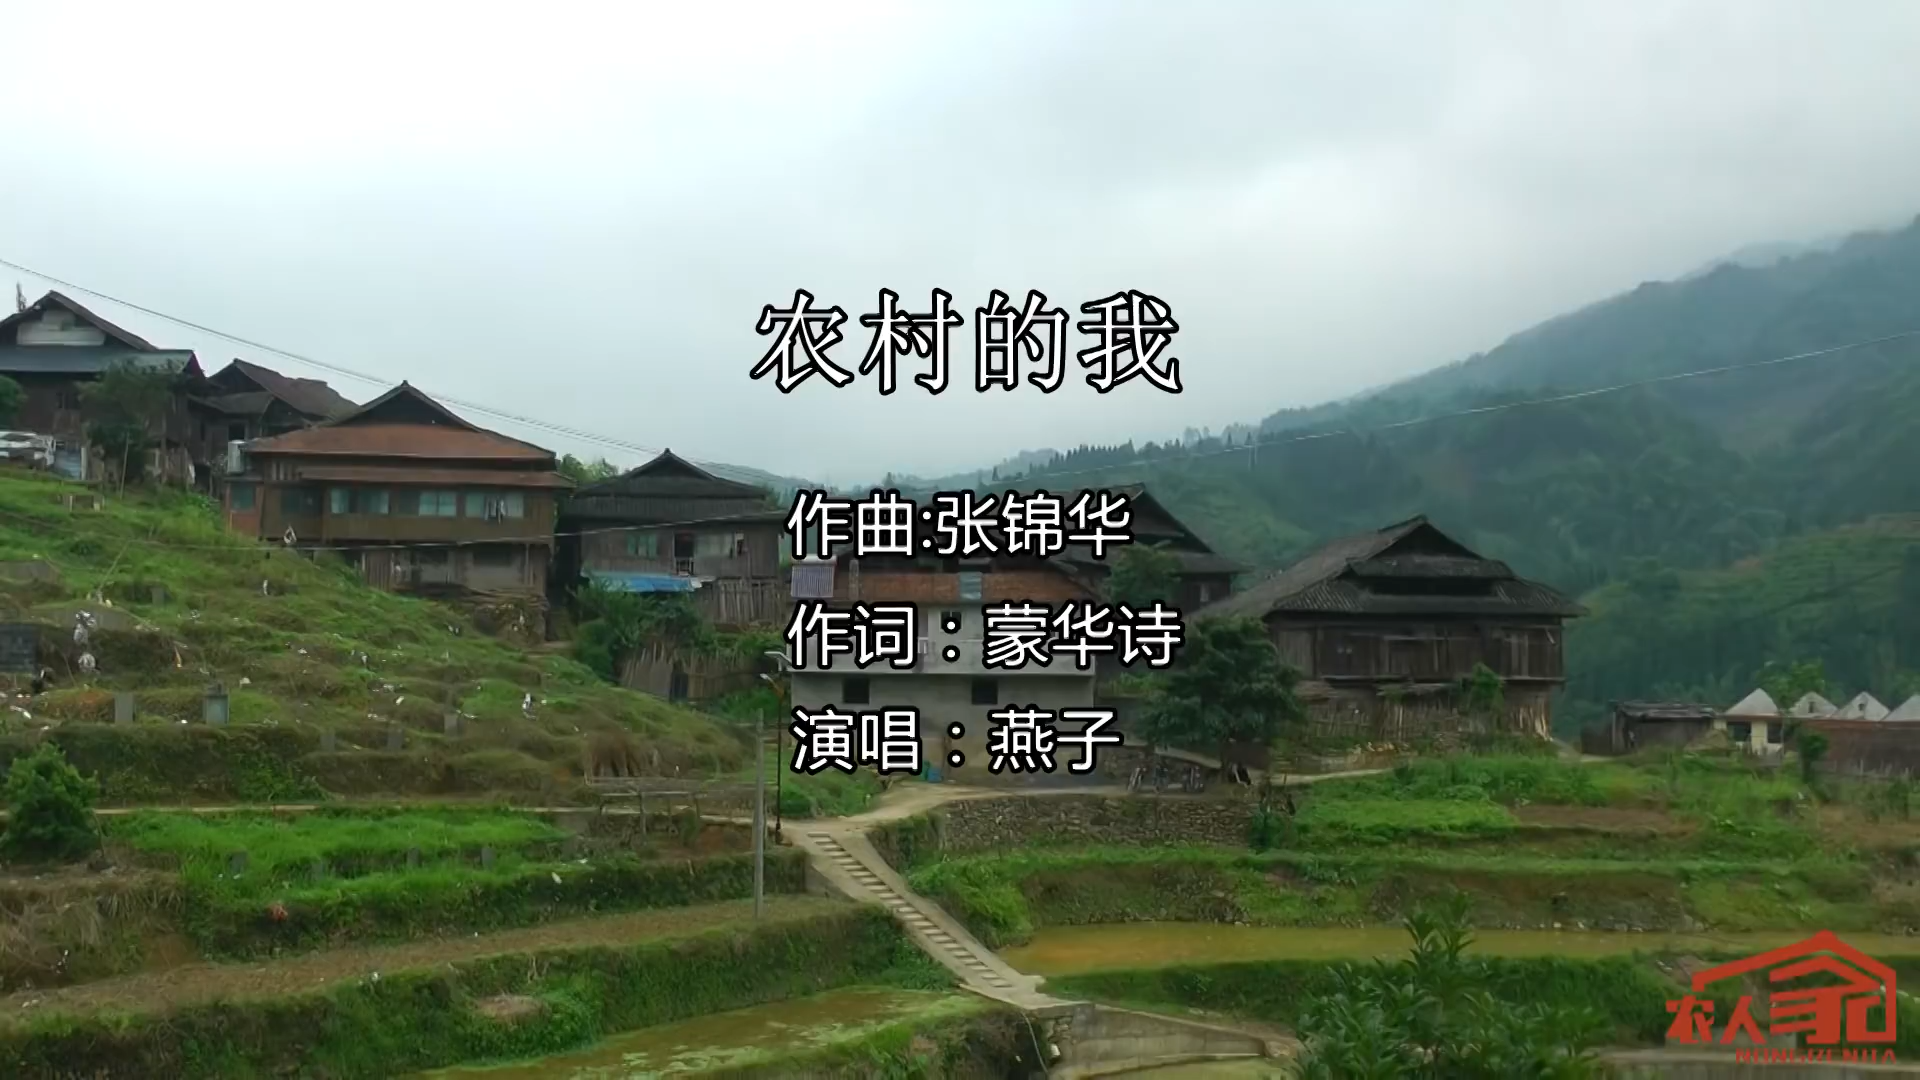 农村的我
作曲:张锦华
作词：蒙华诗
演唱：燕子
农人家